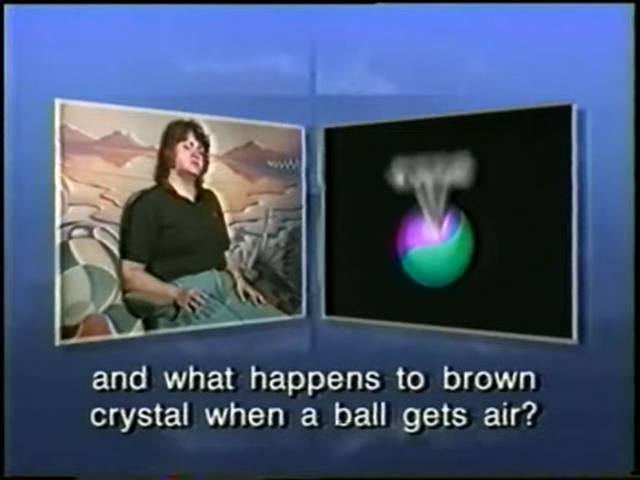 and what happens to brown
crystal when a ball gets air?